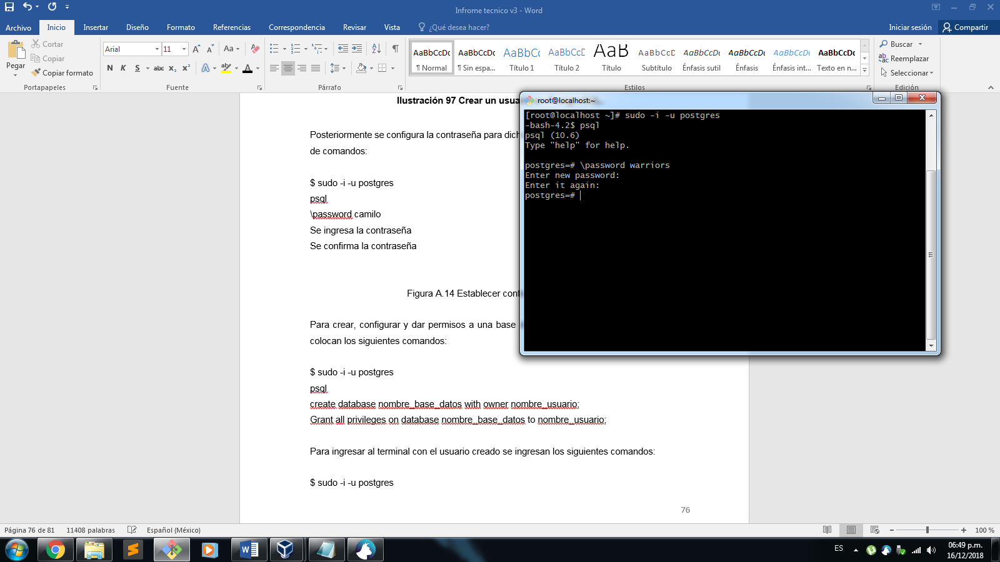 Infrome tecnico v3 - Word
Archivo Inicio Insertar Diseño Formato Referencias Correspondencia Revisar Vista ¿Qué desea hacer? Iniciar sesión Compartir
Pegar
Cortar
Copiar
Copiar formato
Portapapeles
Arial 11
N K S abc x₂ x²
Fuente
Párrafo
AaBbCcDc AaBbCcDc AaBbCc AaBbCcD AaB AaBbCcD AaBbCcDc AaBbCcDc AaBbCcDc AaBbCcDc
¶ Normal ¶ Sin espa... Título 1 Título 2 Título Subtítulo Énfasis sutil Énfasis Énfasis int... Texto en n...
Estilos
Buscar
Reemplazar
Seleccionar
Edición
Ilustración 97 Crear un usua
Posteriormente se configura la contraseña para dich
de comandos:
$ sudo -i -u postgres
psql
\password camilo
Se ingresa la contraseña
Se confirma la contraseña
Figura A.14 Establecer cont
Para crear, configurar y dar permisos a una base
colocan los siguientes comandos:
$ sudo -i -u postgres
psql
create database nombre_base_datos with owner nombre_usuario;
Grant all privileges on database nombre_base_datos to nombre_usuario;
Para ingresar al terminal con el usuario creado se ingresan los siguientes comandos:
$ sudo -i -u postgres
76
root@localhost:~
[root@localhost ~]# sudo -i -u postgres
-bash-4.2$ psql
psql (10.6)
Type "help" for help.
postgres=# \password warriors
Enter new password:
Enter it again:
postgres=#
Página 76 de 81 11408 palabras Español (México) 100 %
ES
06:49 p.m.
16/12/2018